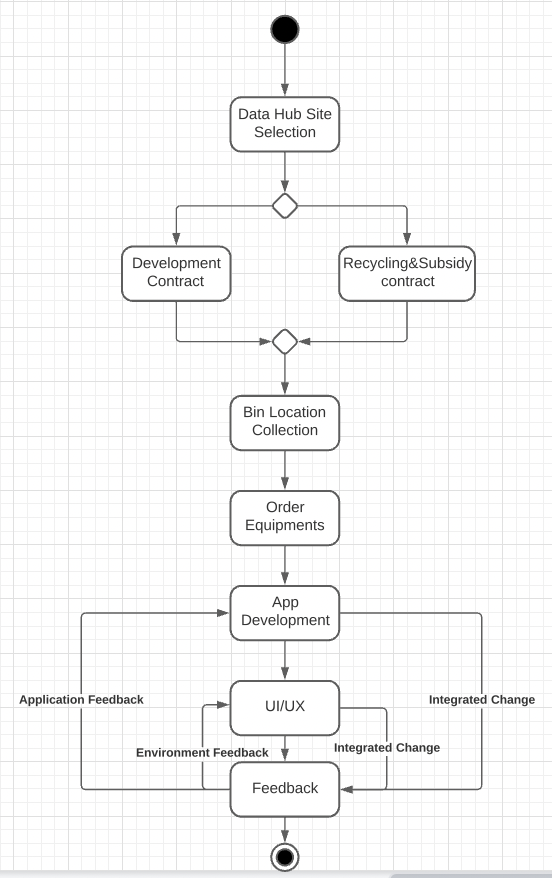 Data Hub Site
Selection
Development
Contract
Recycling&Subsidy
contract
Bin Location
Collection
Order
Equipments
App
Development
Application Feedback
Integrated Change
UI/UX
Environment Feedback
Integrated Change
Feedback